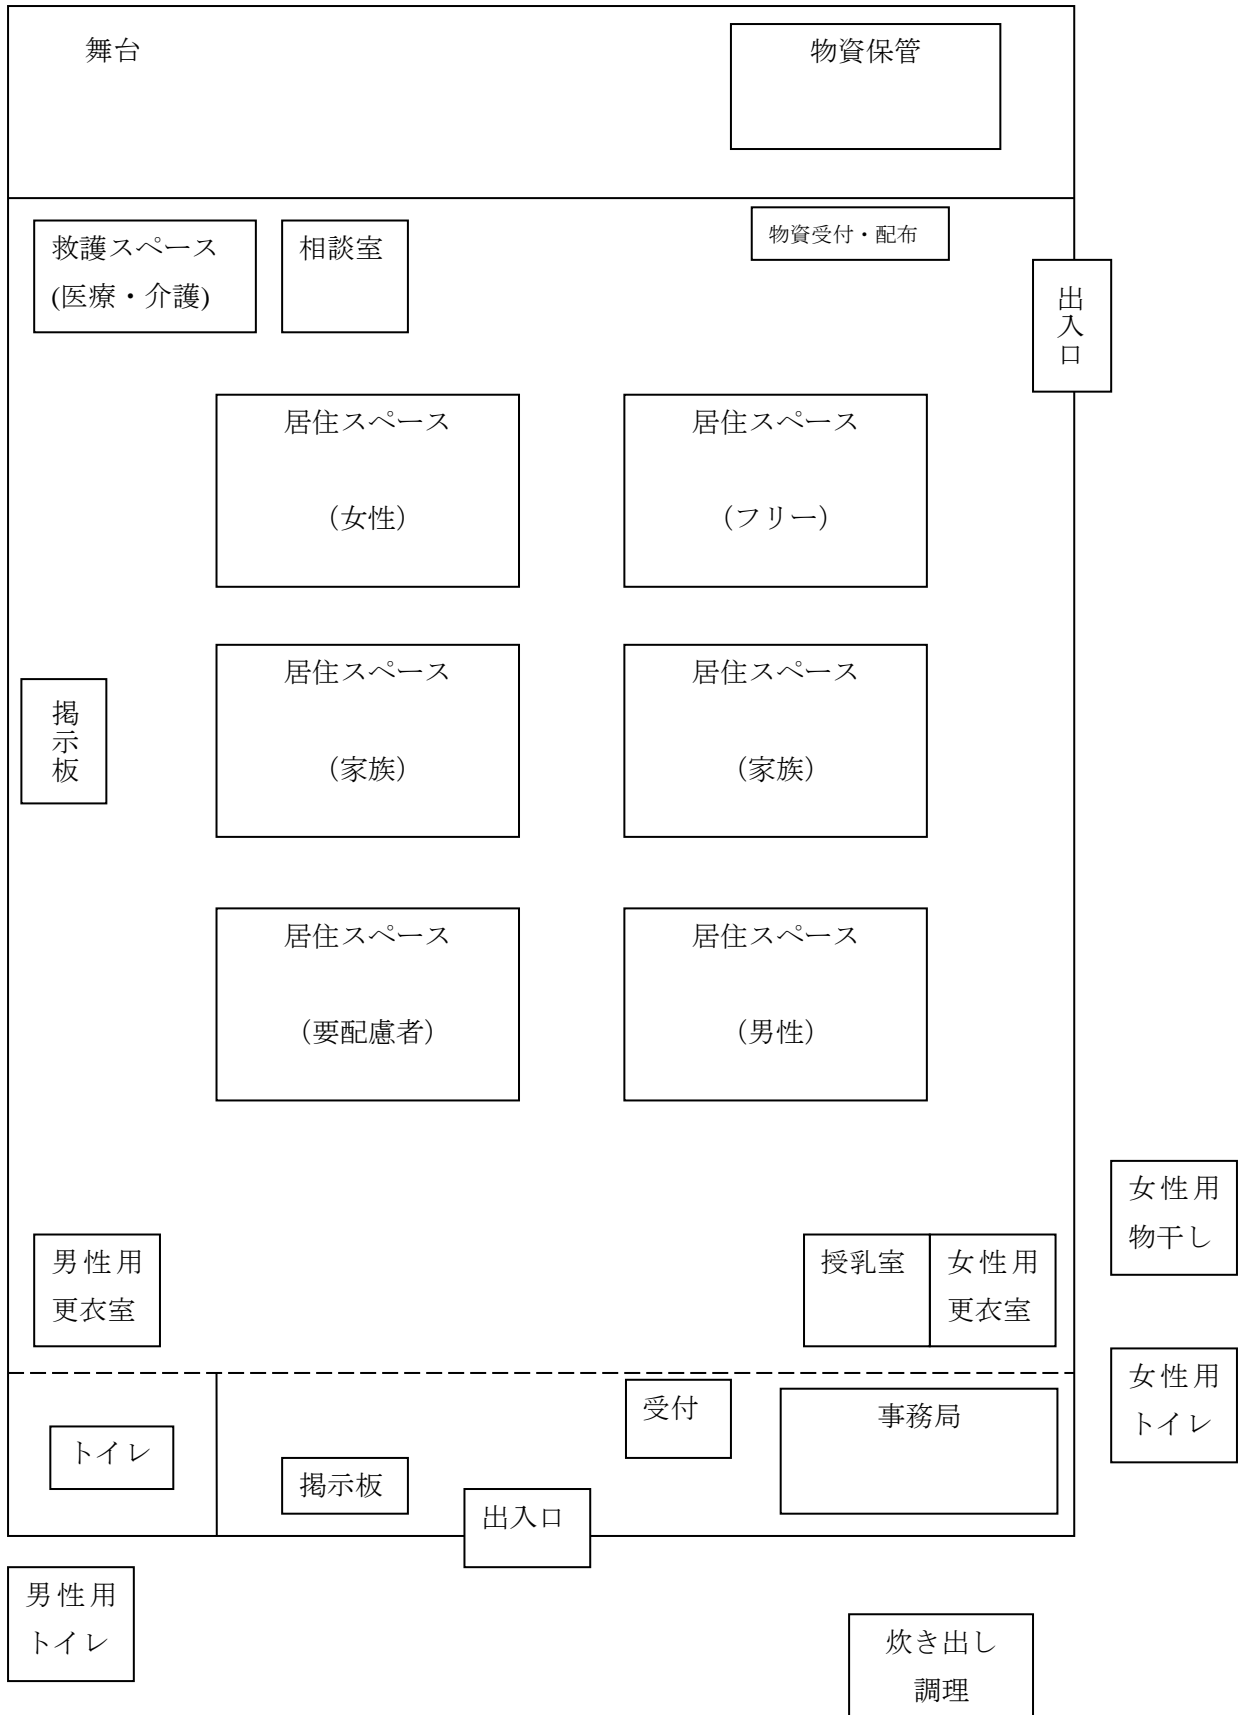 舞台
物資保管
物資受付・配布
救護スペース
(医療・介護)
相談室
出入口
居住スペース
（女性）
居住スペース
（フリー）
居住スペース
（家族）
居住スペース
（家族）
掲示板
居住スペース
（要配慮者）
居住スペース
（男性）
女性用
物干し
男性用
更衣室
授乳室
女性用
更衣室
女性用
トイレ
受付
事務局
トイレ
掲示板
出入口
男性用
トイレ
炊き出し
調理